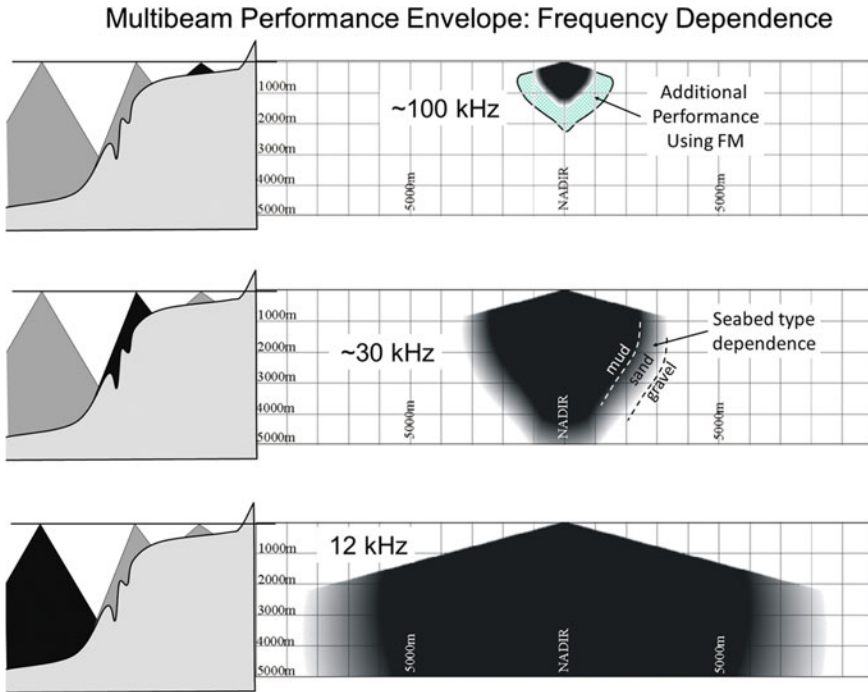 Multibeam Performance Envelope: Frequency Dependence
1000m
2000m
3000m
4000m
5000m
~100 kHz
Additional
Performance
Using FM
5000m
NADIR
5000m
1000m
2000m
3000m
4000m
5000m
~30 kHz
Seabed type
dependence
mud
sand
gravel
5000m
NADIR
5000m
1000m
2000m
3000m
4000m
5000m
12 kHz
5000m
NADIR
5000m